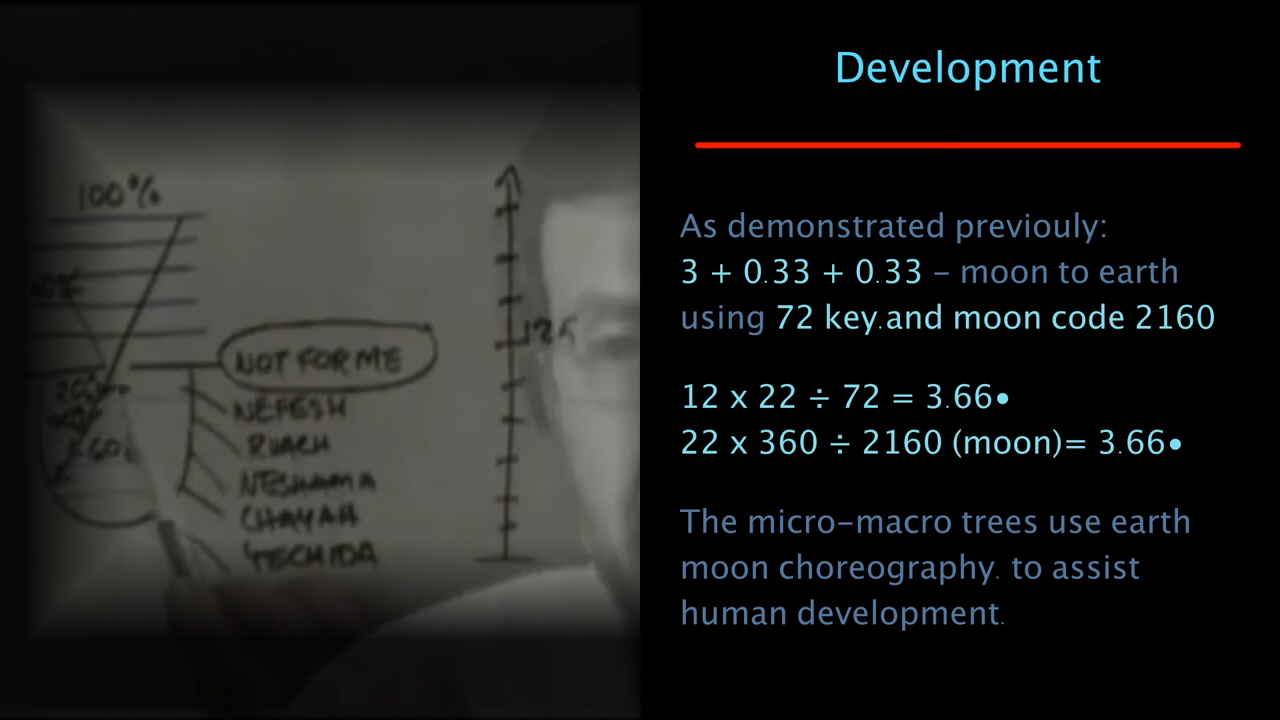 100%
NOT FOR ME
NEFESH
RUACH
NESHAMA
CHAYAH
YECHIDA
Development
As demonstrated previouly:
3 + 0.33 + 0.33 – moon to earth
using 72 key.and moon code 2160
12 x 22 ÷ 72 = 3.66•
22 x 360 ÷ 2160 (moon)= 3.66•
The micro-macro trees use earth
moon choreography. to assist
human development.